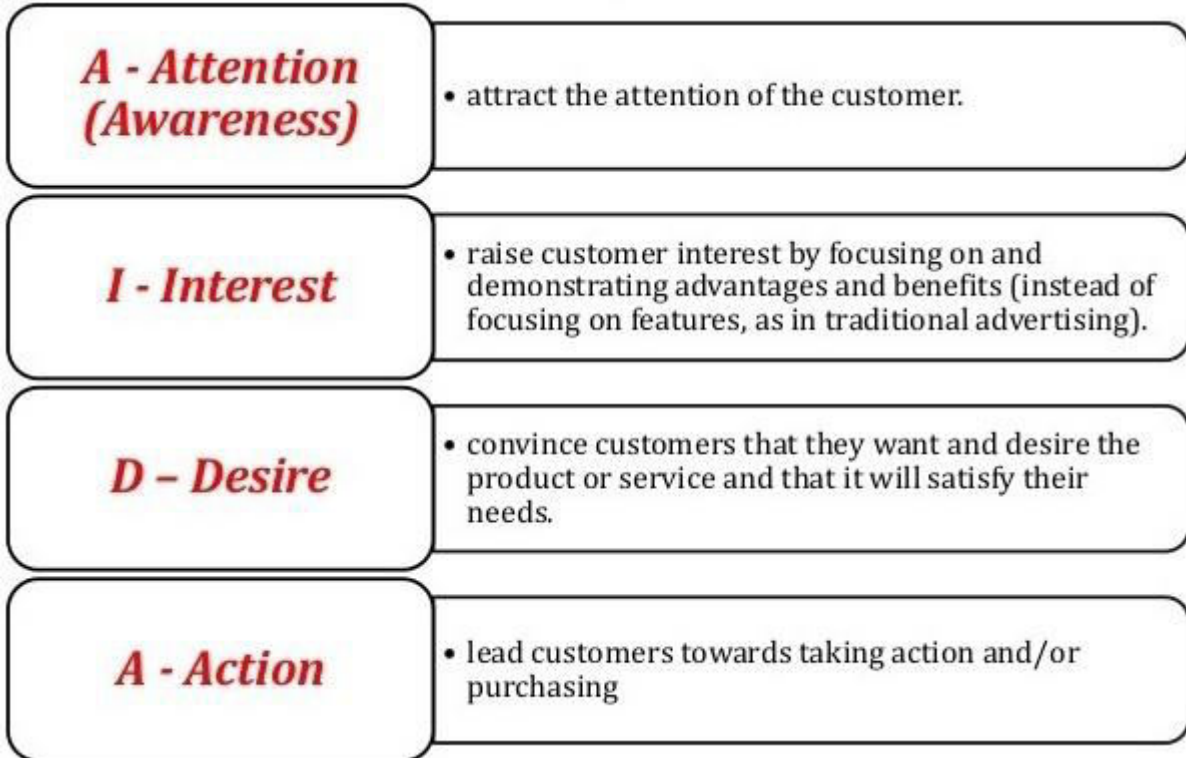 A - Attention
(Awareness)
• attract the attention of the customer.
I - Interest
• raise customer interest by focusing on and
demonstrating advantages and benefits (instead of
focusing on features, as in traditional advertising).
D – Desire
• convince customers that they want and desire the
product or service and that it will satisfy their
needs.
A - Action
• lead customers towards taking action and/or
purchasing